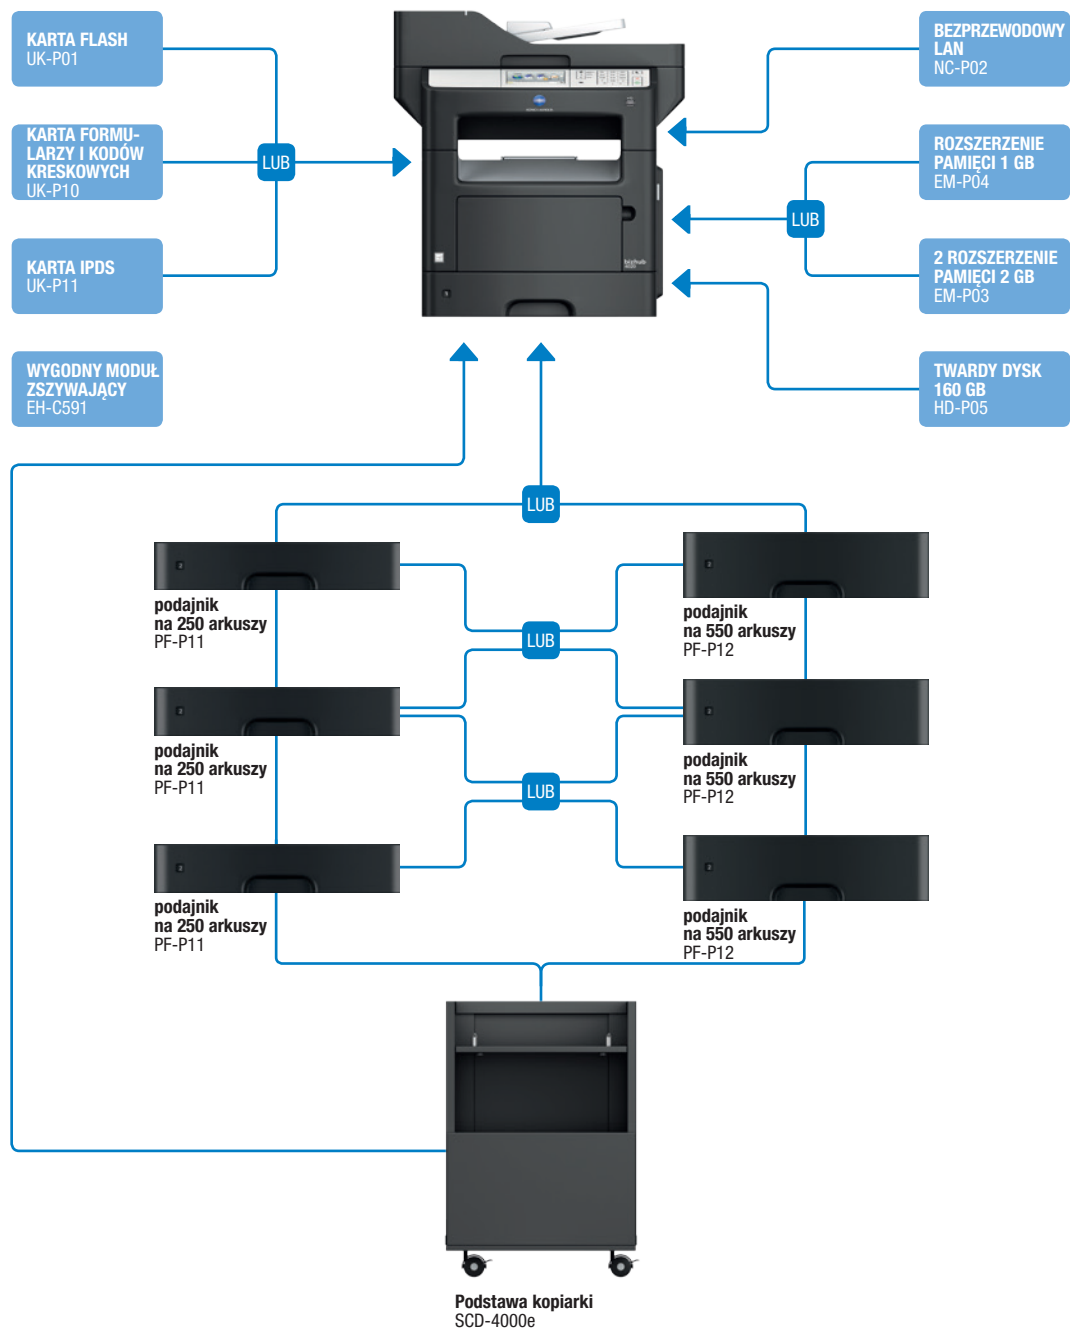 KARTA FLASH
UK-P01
KARTA FORMU-
LARZY I KODÓW
KRESKOWYCH
UK-P10
KARTA IPDS
UK-P11
WYGODNY MODUŁ
ZSZYWAJĄCY
EH-C591
LUB
bizhub
BEZPRZEWODOWY
LAN
NC-P02
ROZSZERZENIE
PAMIĘCI 1 GB
EM-P04
LUB
2 ROZSZERZENIE
PAMIĘCI 2 GB
EM-P03
TWARDY DYSK
160 GB
HD-P05
LUB
podajnik
na 250 arkuszy
PF-P11
podajnik
na 550 arkuszy
PF-P12
LUB
podajnik
na 250 arkuszy
PF-P11
podajnik
na 550 arkuszy
PF-P12
LUB
podajnik
na 250 arkuszy
PF-P11
podajnik
na 550 arkuszy
PF-P12
Podstawa kopiarki
SCD-4000e